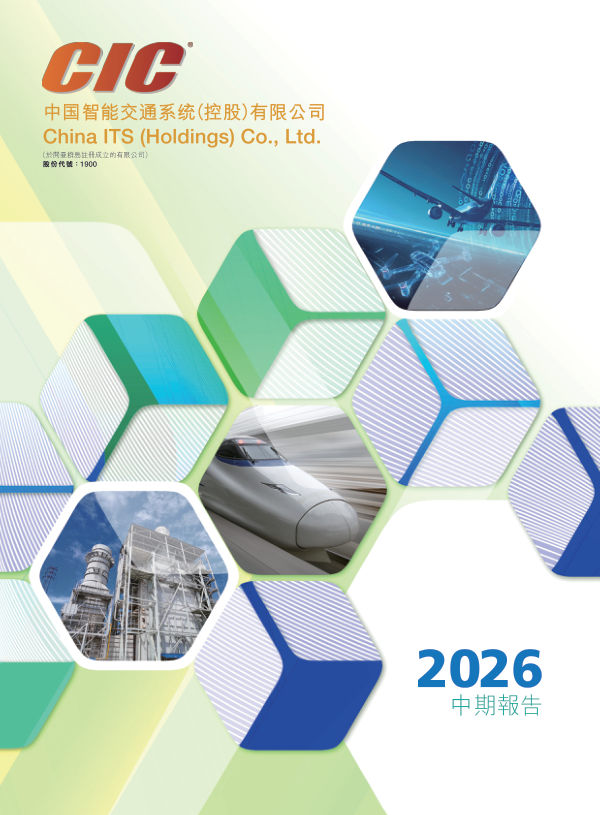 CIC
中国智能交通系统(控股)有限公司
China ITS (Holdings) Co., Ltd.
(於開曼群島註冊成立的有限公司)
股份代號：1900
2026
中期報告